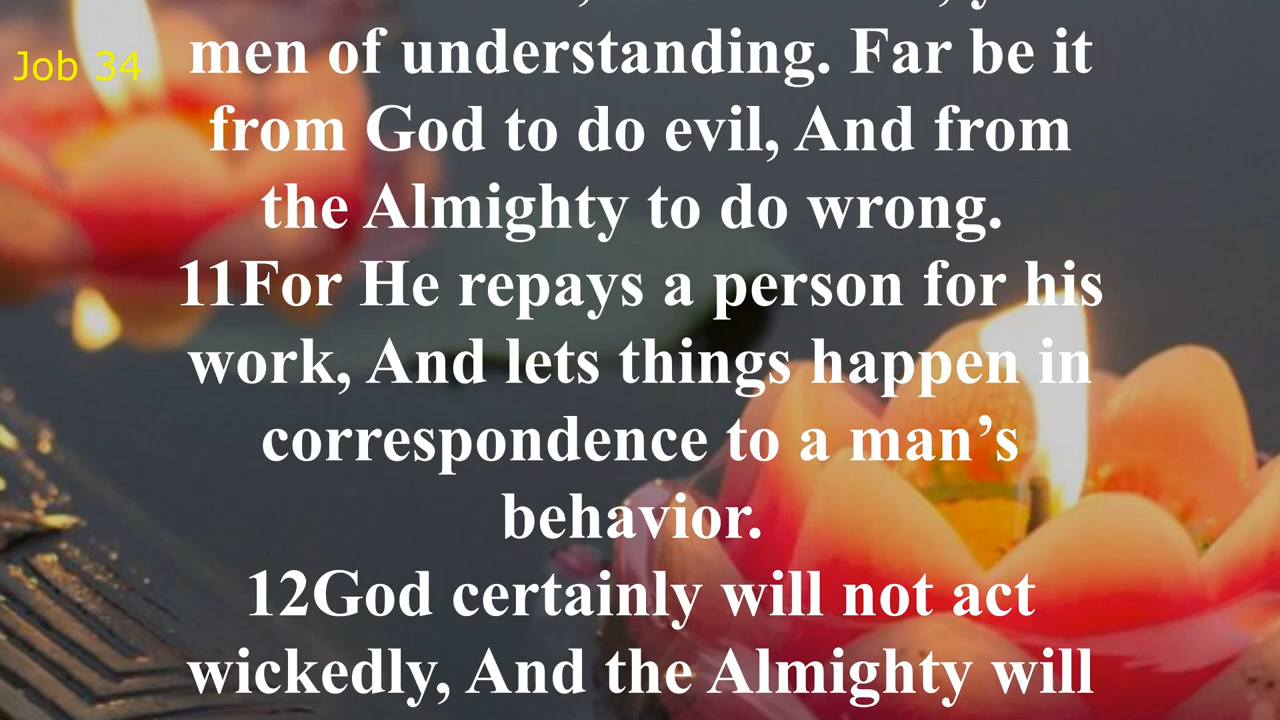 Job 34
men of understanding. Far be it
from God to do evil, And from
the Almighty to do wrong.
11For He repays a person for his
work, And lets things happen in
correspondence to a man’s
behavior.
12God certainly will not act
wickedly, And the Almighty will